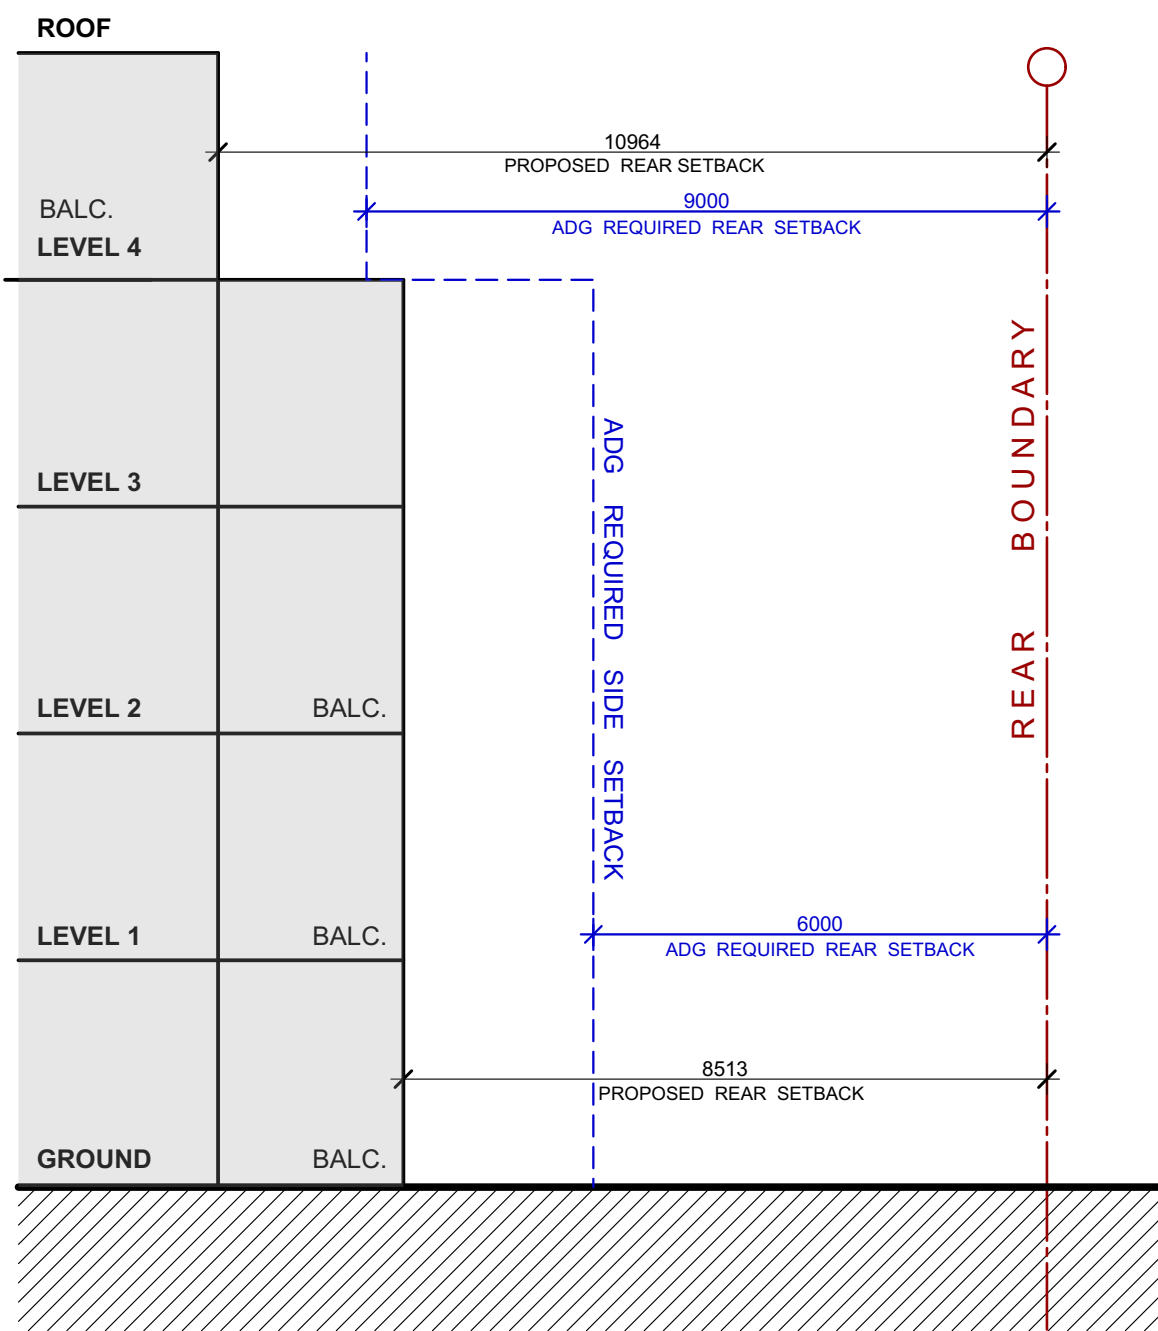 ROOF
10964
PROPOSED REAR SETBACK
9000
ADG REQUIRED REAR SETBACK
BALC.
LEVEL 4
REAR BOUNDARY
ADG REQUIRED SIDE SETBACK
LEVEL 3
LEVEL 2 BALC.
LEVEL 1 BALC.
6000
ADG REQUIRED REAR SETBACK
8513
PROPOSED REAR SETBACK
GROUND BALC.